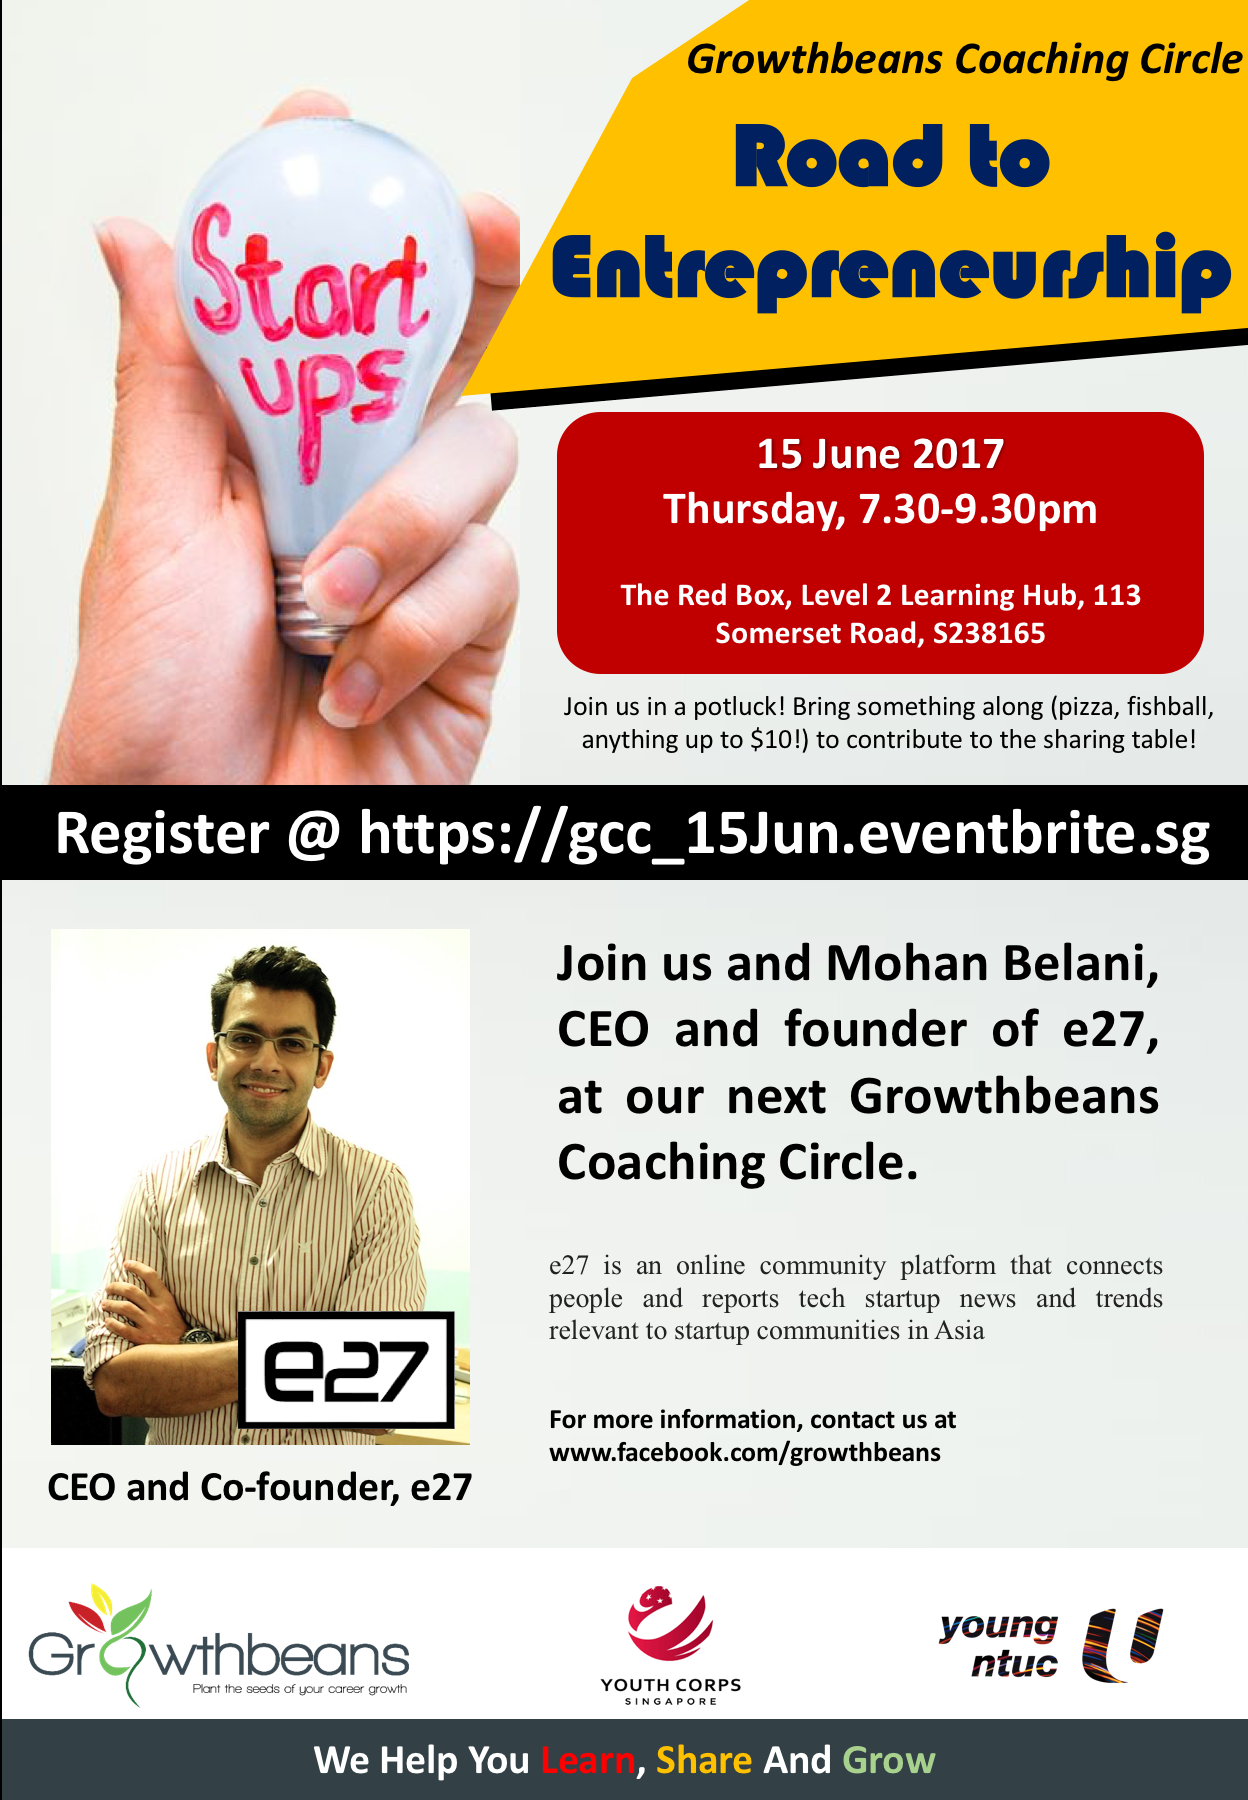 Growthbeans Coaching Circle
Road to
Entrepreneurship
Start
ups
15 June 2017
Thursday, 7.30-9.30pm
The Red Box, Level 2 Learning Hub, 113
Somerset Road, S238165
Join us in a potluck! Bring something along (pizza, fishball,
anything up to $10!) to contribute to the sharing table!
Register @ https://gcc_15Jun.eventbrite.sg
Join us and Mohan Belani,
CEO and founder of e27,
at our next Growthbeans
Coaching Circle.
e27 is an online community platform that connects
people and reports tech startup news and trends
relevant to startup communities in Asia
For more information, contact us at
www.facebook.com/growthbeans
e27
CEO and Co-founder, e27
Growthbeans
Plant the seeds of your career growth
YOUTH CORPS
SINGAPORE
young
ntuc
U
We Help You Learn, Share And Grow